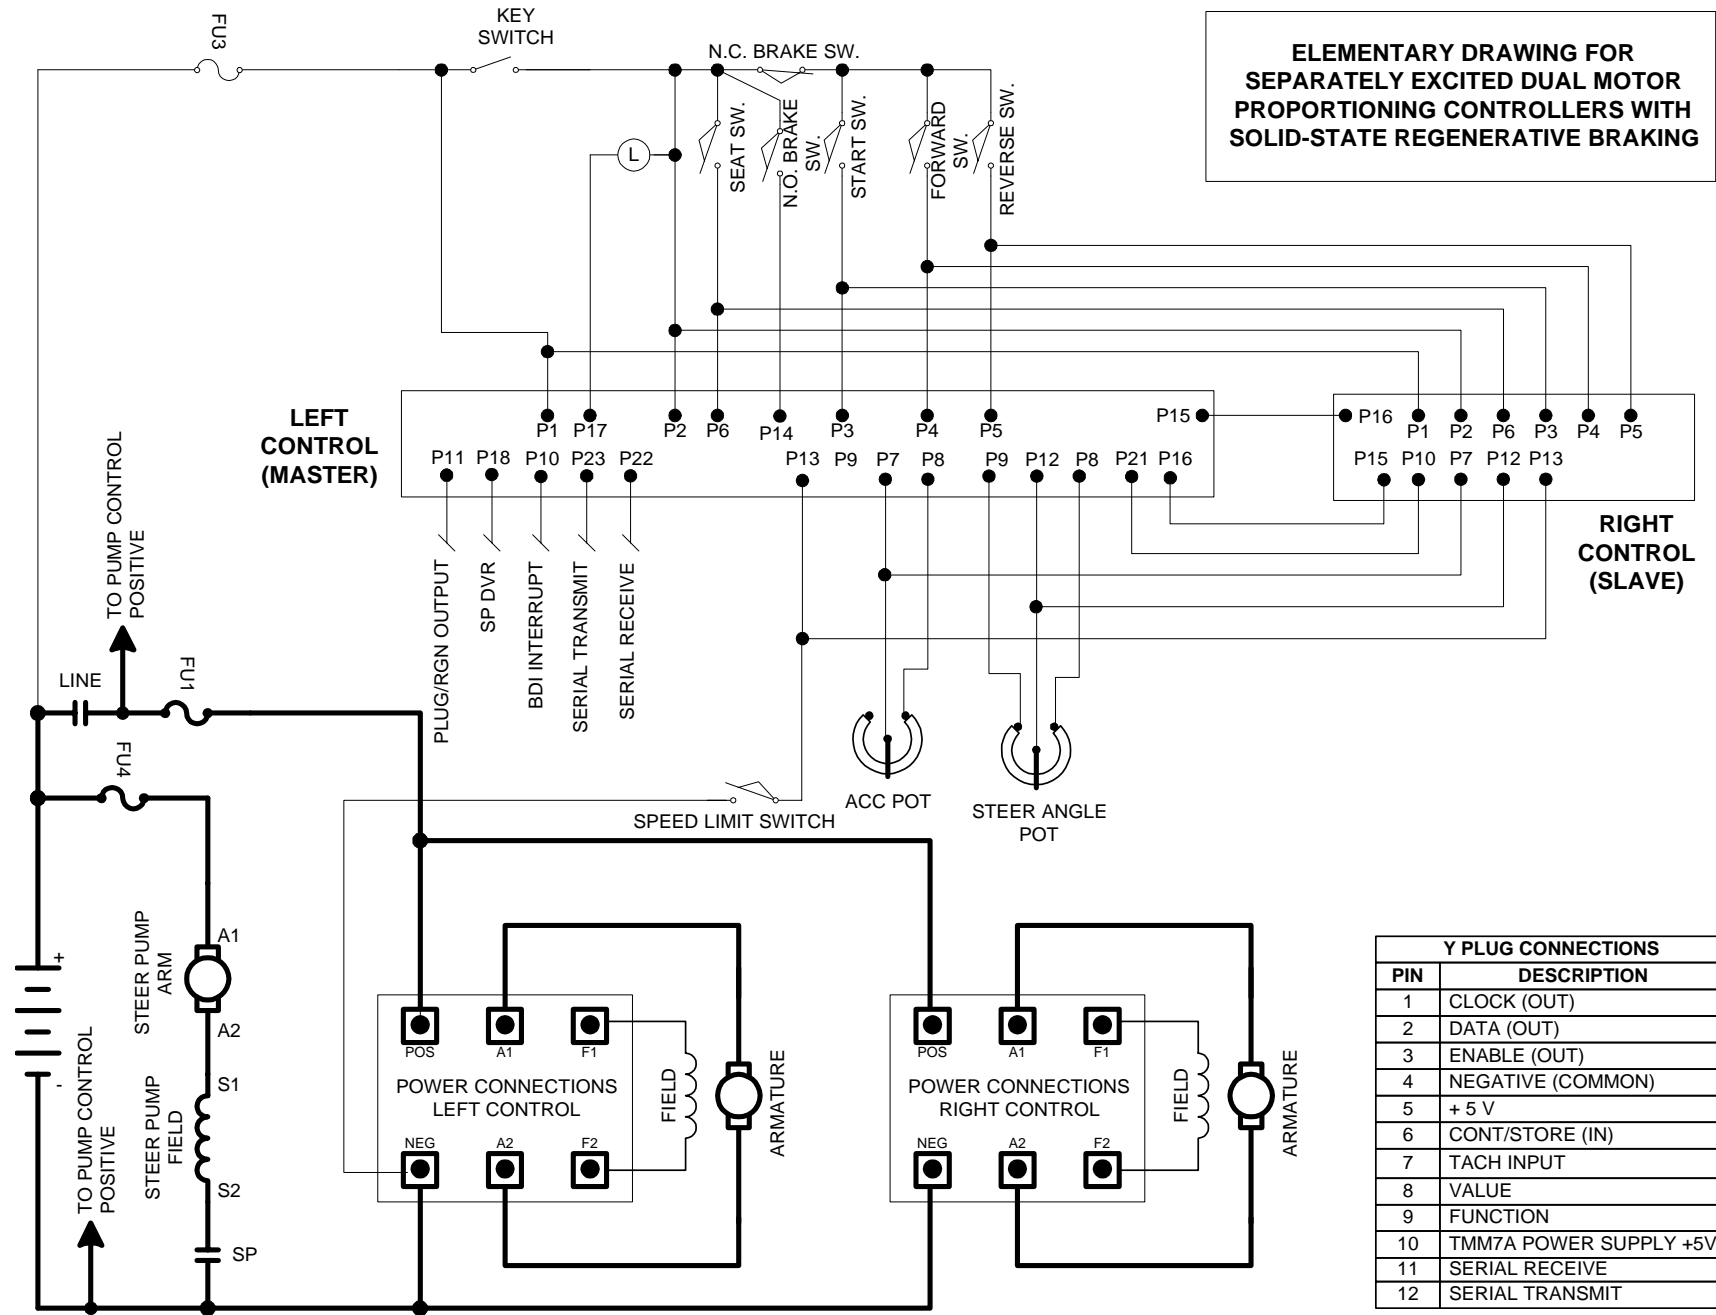 FU3
KEY
SWITCH
N.C. BRAKE SW.
ELEMENTARY DRAWING FOR
SEPARATELY EXCITED DUAL MOTOR
PROPORTIONING CONTROLLERS WITH
SOLID-STATE REGENERATIVE BRAKING
L
SEAT SW.
N.O. BRAKE
SW.
START SW.
FORWARD
SW.
REVERSE SW.
LEFT
CONTROL
(MASTER)
P1 P17 P2 P6 P14 P3 P4 P5 P15
P11 P18 P10 P23 P22 P13 P9 P7 P8 P9 P12 P8 P21 P16
P16 P1 P2 P6 P3 P4 P5
P15 P10 P7 P12 P13
RIGHT
CONTROL
(SLAVE)
PLUG/RGN OUTPUT
SP DVR
BDI INTERRUPT
SERIAL TRANSMIT
SERIAL RECEIVE
TO PUMP CONTROL
POSITIVE
LINE
FU1
FU4
ACC POT
STEER ANGLE
POT
SPEED LIMIT SWITCH
+
-
STEER PUMP
ARM
A1
A2
STEER PUMP
FIELD
S1
S2
SP
TO PUMP CONTROL
POSITIVE
POS A1 F1
POWER CONNECTIONS
LEFT CONTROL
NEG A2 F2
FIELD
ARMATURE
POS A1 F1
POWER CONNECTIONS
RIGHT CONTROL
NEG A2 F2
FIELD
ARMATURE
Y PLUG CONNECTIONS
PIN DESCRIPTION
1 CLOCK (OUT)
2 DATA (OUT)
3 ENABLE (OUT)
4 NEGATIVE (COMMON)
5 + 5 V
6 CONT/STORE (IN)
7 TACH INPUT
8 VALUE
9 FUNCTION
10 TMM7A POWER SUPPLY +5V
11 SERIAL RECEIVE
12 SERIAL TRANSMIT